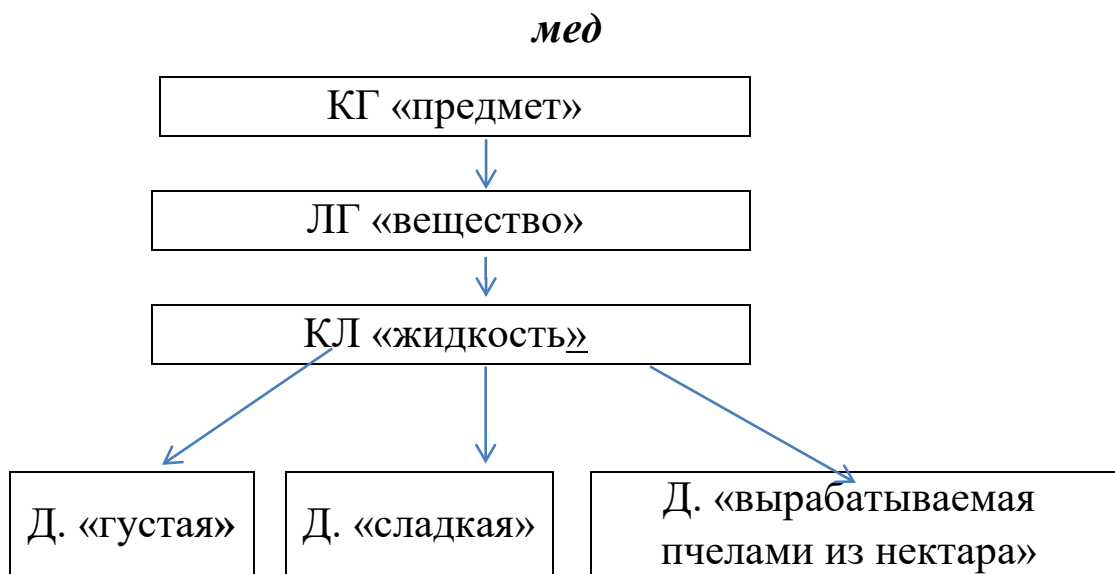 мед
КГ «предмет»
ЛГ «вещество»
КЛ «жидкость»
Д. «густая»
Д. «сладкая»
Д. «вырабатываемая
пчелами из нектара»